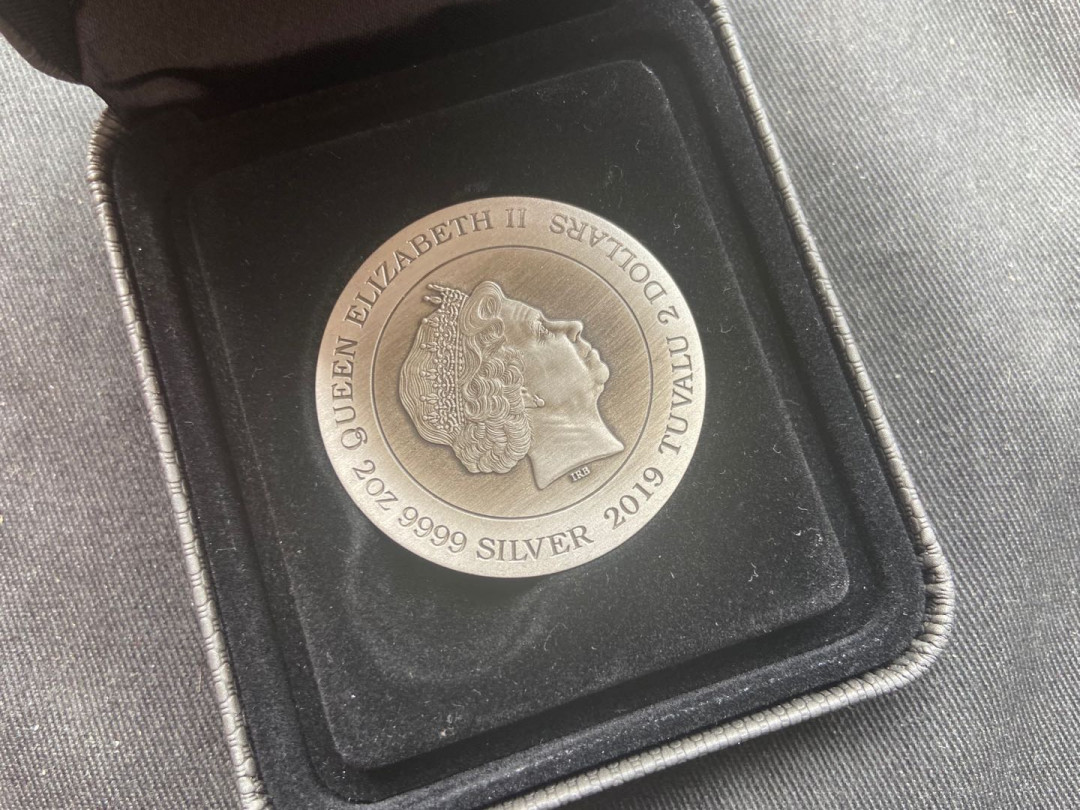 QUEEN ELIZABETH II 2 DOLLARS TUVALU 2019 2OZ 9999 SILVER
IRB